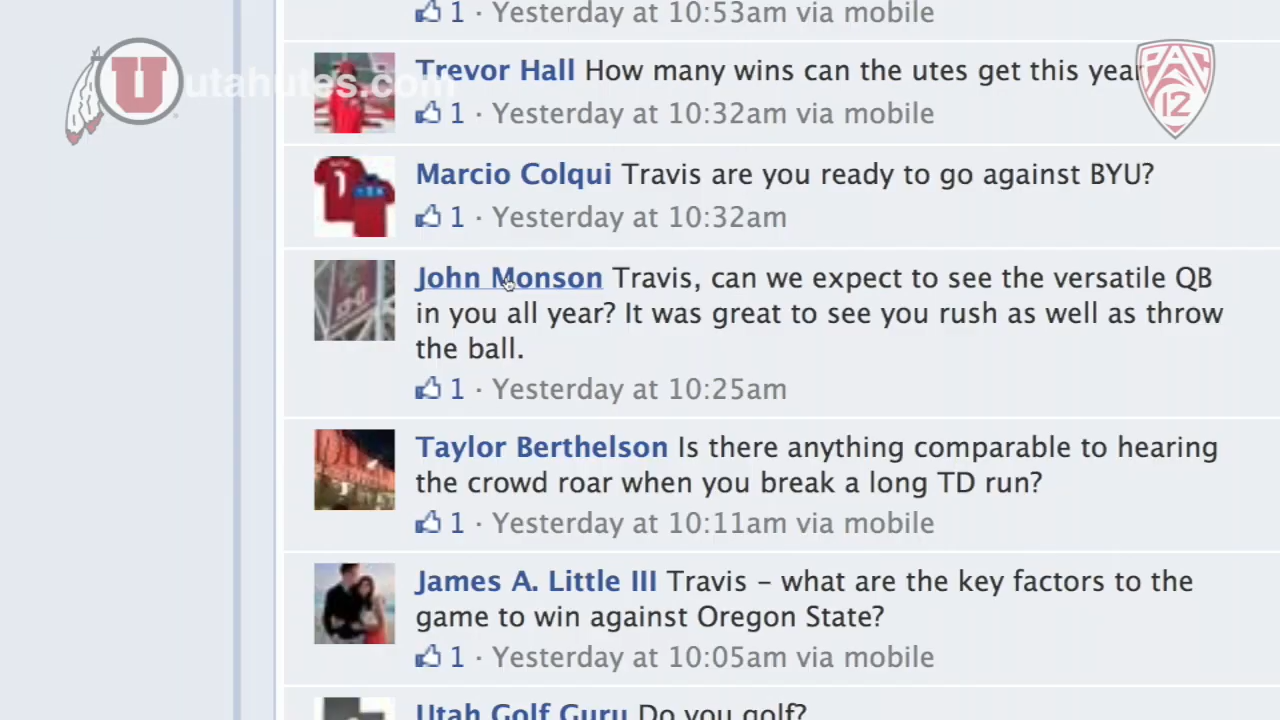 1 · Yesterday at 10:53am via mobile
utahutes.com
U
PAC
12
Trevor Hall How many wins can the utes get this year
1 · Yesterday at 10:32am via mobile
Marcio Colqui Travis are you ready to go against BYU?
1 · Yesterday at 10:32am
John Monson Travis, can we expect to see the versatile QB
in you all year? It was great to see you rush as well as throw
the ball.
1 · Yesterday at 10:25am
Taylor Berthelson Is there anything comparable to hearing
the crowd roar when you break a long TD run?
1 · Yesterday at 10:11am via mobile
James A. Little III Travis – what are the key factors to the
game to win against Oregon State?
1 · Yesterday at 10:05am via mobile
Utah Golf Guru Do you golf?